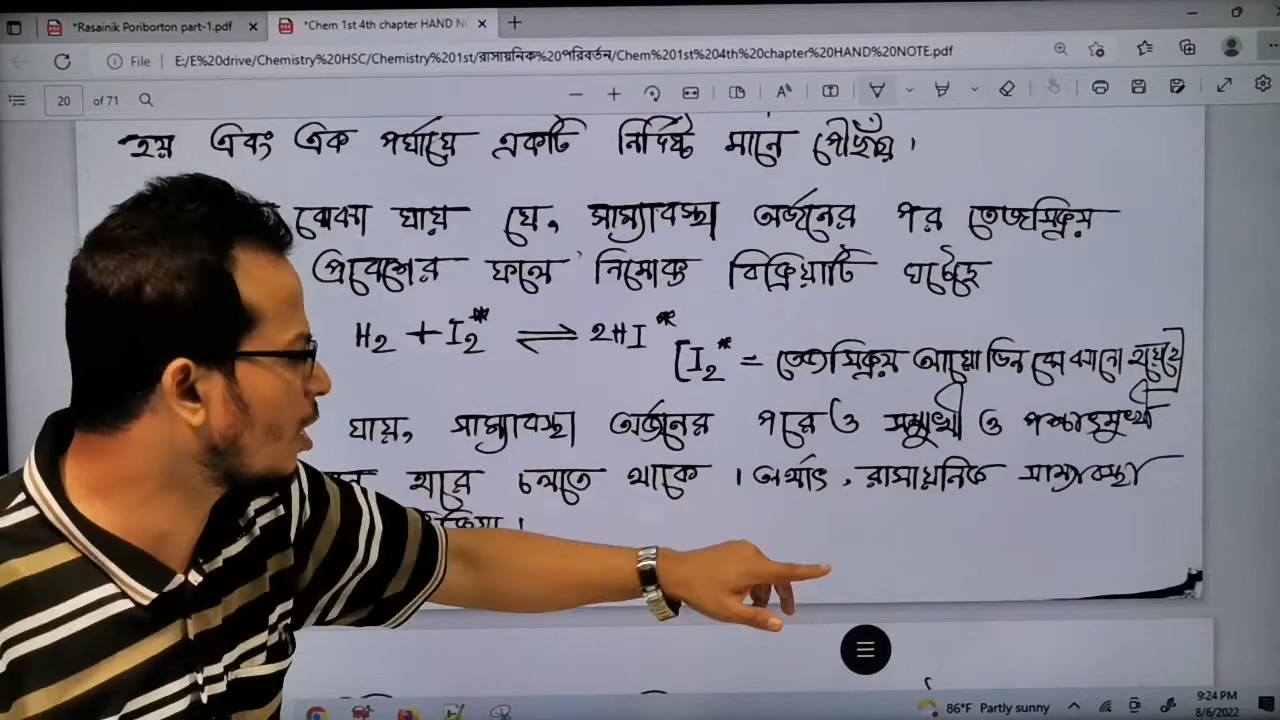 *Rasainik Poriborton part-1.pdf
*Chem 1st 4th chapter HAND NO
File E:/E%20drive/Chemistry%20HSC/Chemistry%201st/রাসায়নিক%20পরিবর্তন/Chem%201st%204th%20chapter%20HAND%20NOTE.pdf
20 of 71
হয় এবং এক পর্যায়ে একটি নির্দিষ্ট মানে পৌছায়।
বোঝা যায় যে, সাম্যাবস্থা অর্জনের পর তেজস্ক্রিয়
প্রবেশের ফলে নিম্নোক্ত বিক্রিয়াটি ঘটেছে
H₂ + I₂* ⇌ 2HI*
[I₂* = তেজস্ক্রিয় আয়োডিন বোঝানো হয়েছে]
যায়, সাম্যাবস্থা অর্জনের পরেও সম্মুখী ও পশ্চাৎমুখী
ধরে চলতে থাকে। অর্থাৎ, রাসায়নিক সাম্যাবস্থা
86°F Partly sunny
9:24 PM
8/6/2022